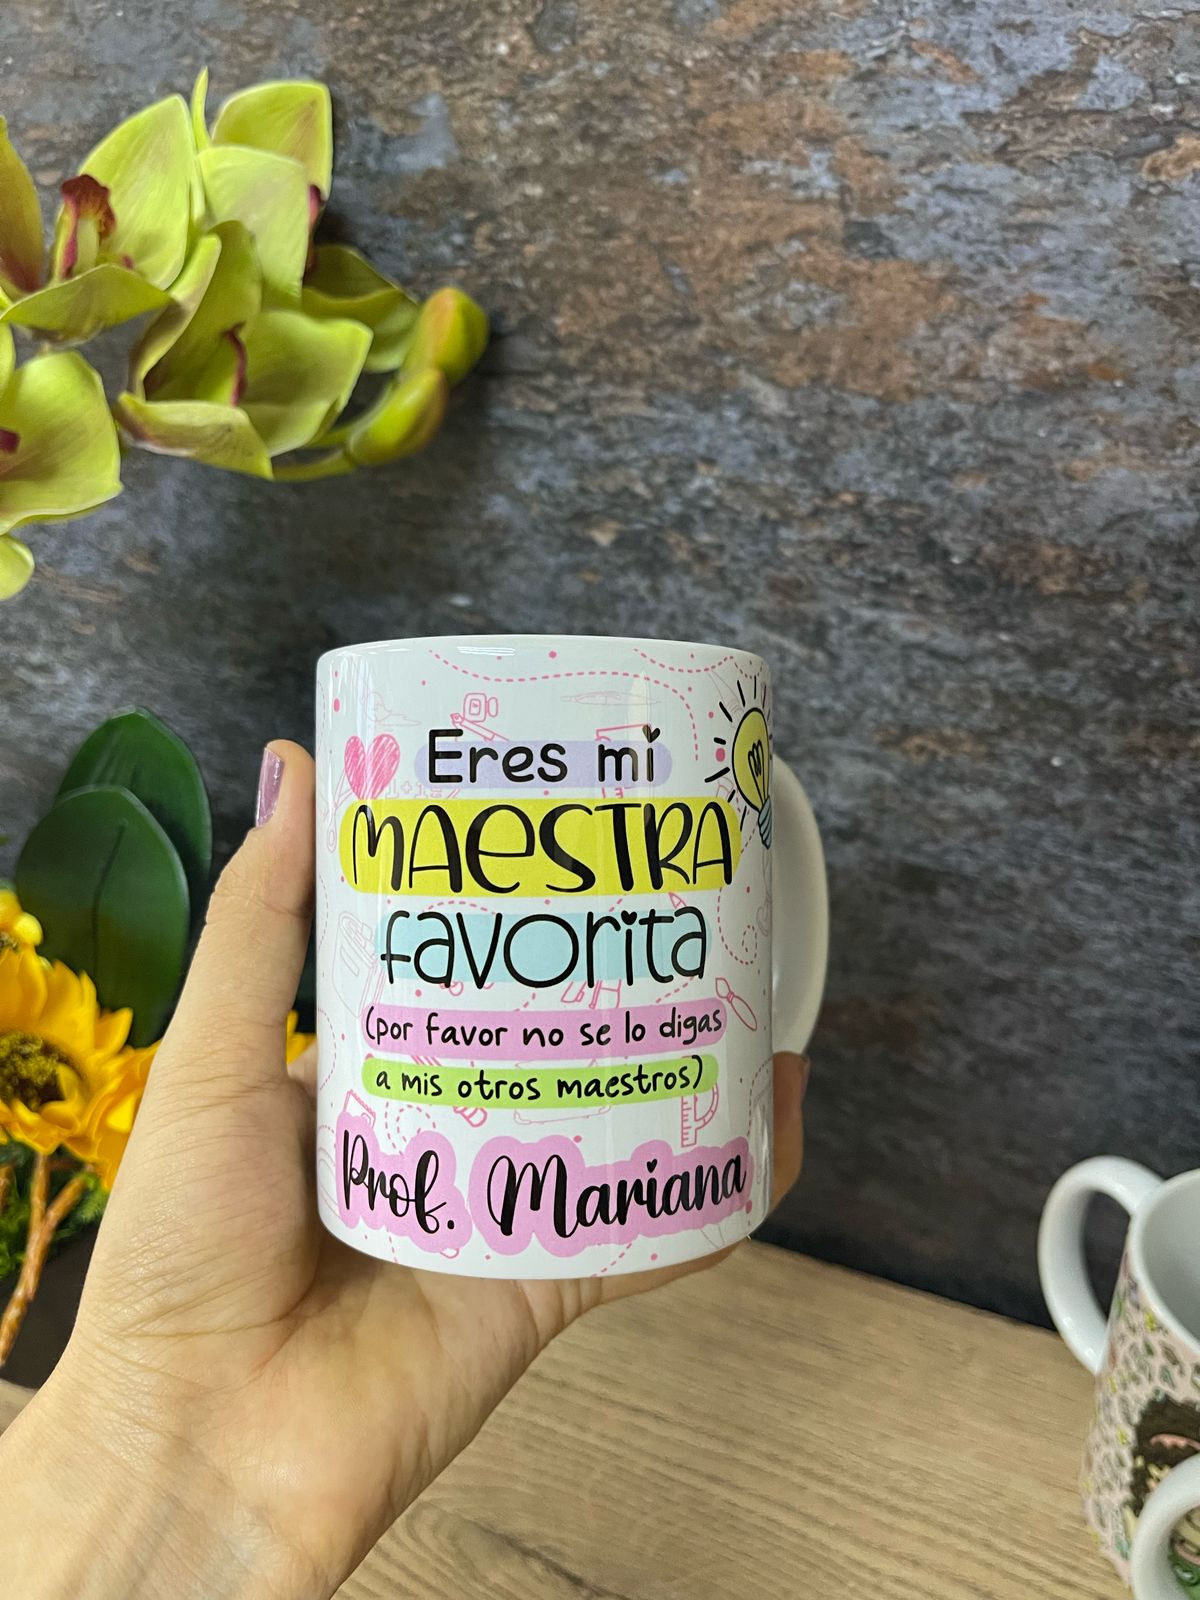 Eres mi
MAESTRA
favorita
(por favor no se lo digas
a mis otros maestros)
Prof. Mariana